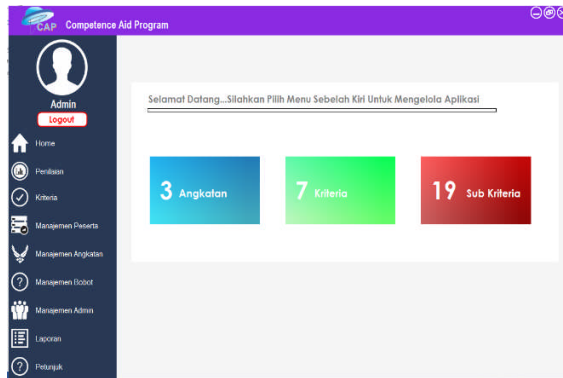 CAP Competence Aid Program
Admin
Logout
Home
Penilaian
Kriteria
Manajemen Peserta
Manajemen Angkatan
Manajemen Bobot
Manajemen Admin
Laporan
Petunjuk
Selamat Datang...Silahkan Pilih Menu Sebelah Kiri Untuk Mengelola Aplikasi
3 Angkatan
7 Kriteria
19 Sub Kriteria